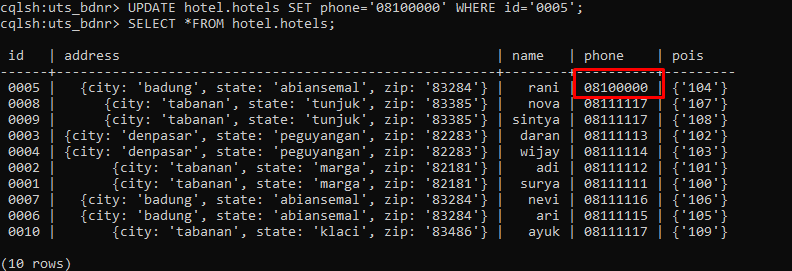 cqlsh:uts_bdnr> UPDATE hotel.hotels SET phone='08100000' WHERE id='0005';
cqlsh:uts_bdnr> SELECT *FROM hotel.hotels;
id | address | name | phone | pois
------+-----------------------------------------------------+--------+----------+---------
0005 | {city: 'badung', state: 'abiansemal', zip: '83284'} | rani | 08100000 | {'104'}
0008 | {city: 'tabanan', state: 'tunjuk', zip: '83385'} | nova | 08111117 | {'107'}
0009 | {city: 'tabanan', state: 'tunjuk', zip: '83385'} | sintya | 08111117 | {'108'}
0003 | {city: 'denpasar', state: 'peguyangan', zip: '82283'} | daran | 08111113 | {'102'}
0004 | {city: 'denpasar', state: 'peguyangan', zip: '82283'} | wijay | 08111114 | {'103'}
0002 | {city: 'tabanan', state: 'marga', zip: '82181'} | adi | 08111112 | {'101'}
0001 | {city: 'tabanan', state: 'marga', zip: '82181'} | surya | 08111111 | {'100'}
0007 | {city: 'badung', state: 'abiansemal', zip: '83284'} | nevi | 08111116 | {'106'}
0006 | {city: 'badung', state: 'abiansemal', zip: '83284'} | ari | 08111115 | {'105'}
0010 | {city: 'tabanan', state: 'klaci', zip: '83486'} | ayuk | 08111117 | {'109'}
(10 rows)